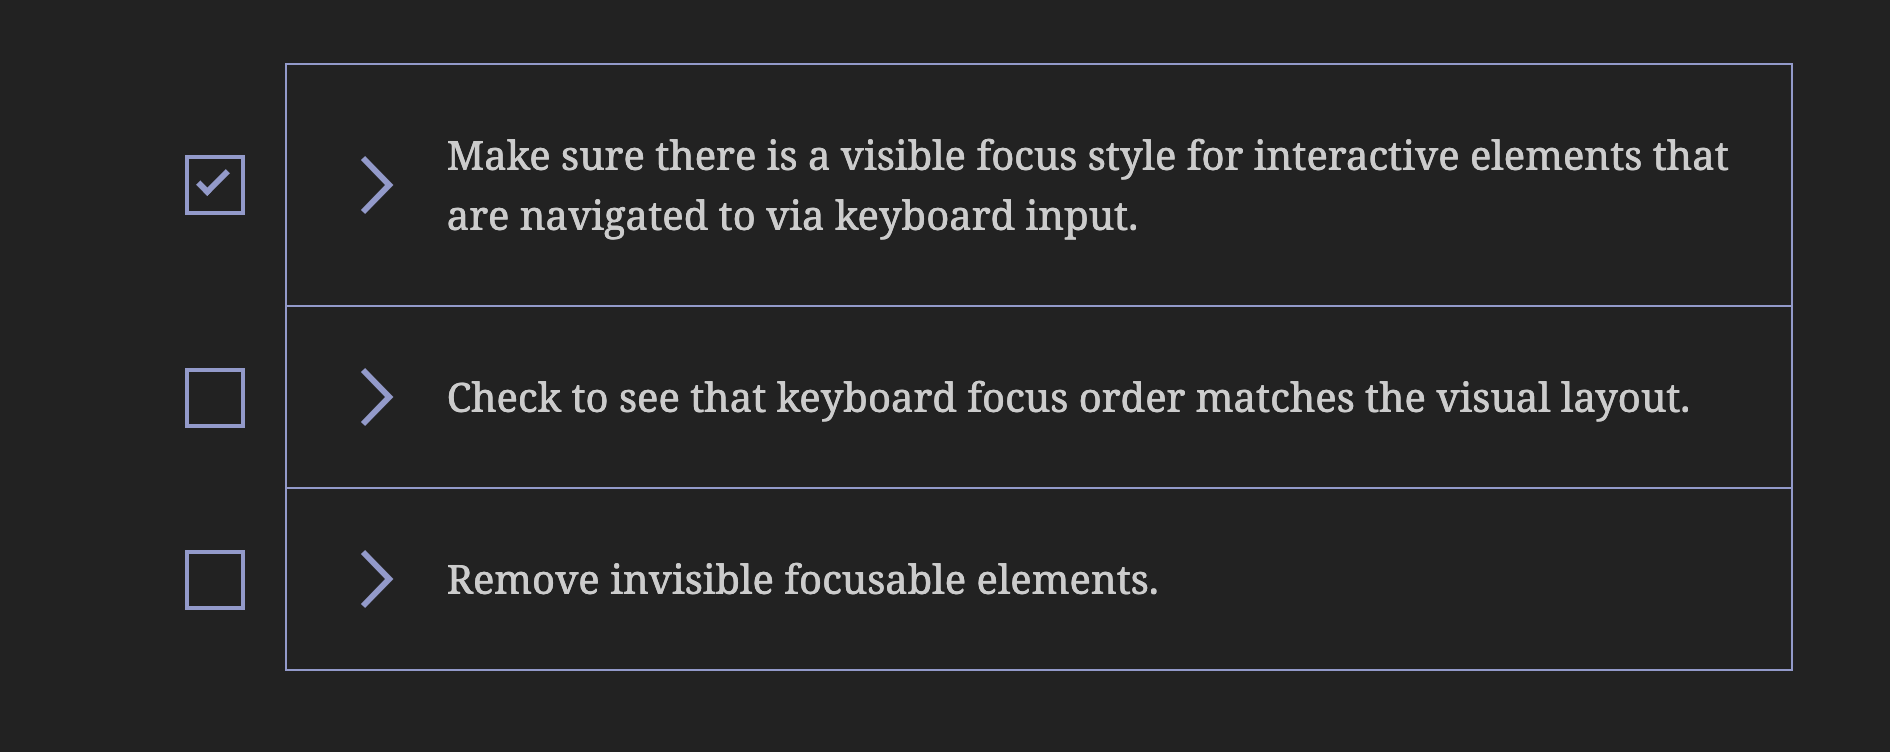 Make sure there is a visible focus style for interactive elements that
are navigated to via keyboard input.
Check to see that keyboard focus order matches the visual layout.
Remove invisible focusable elements.